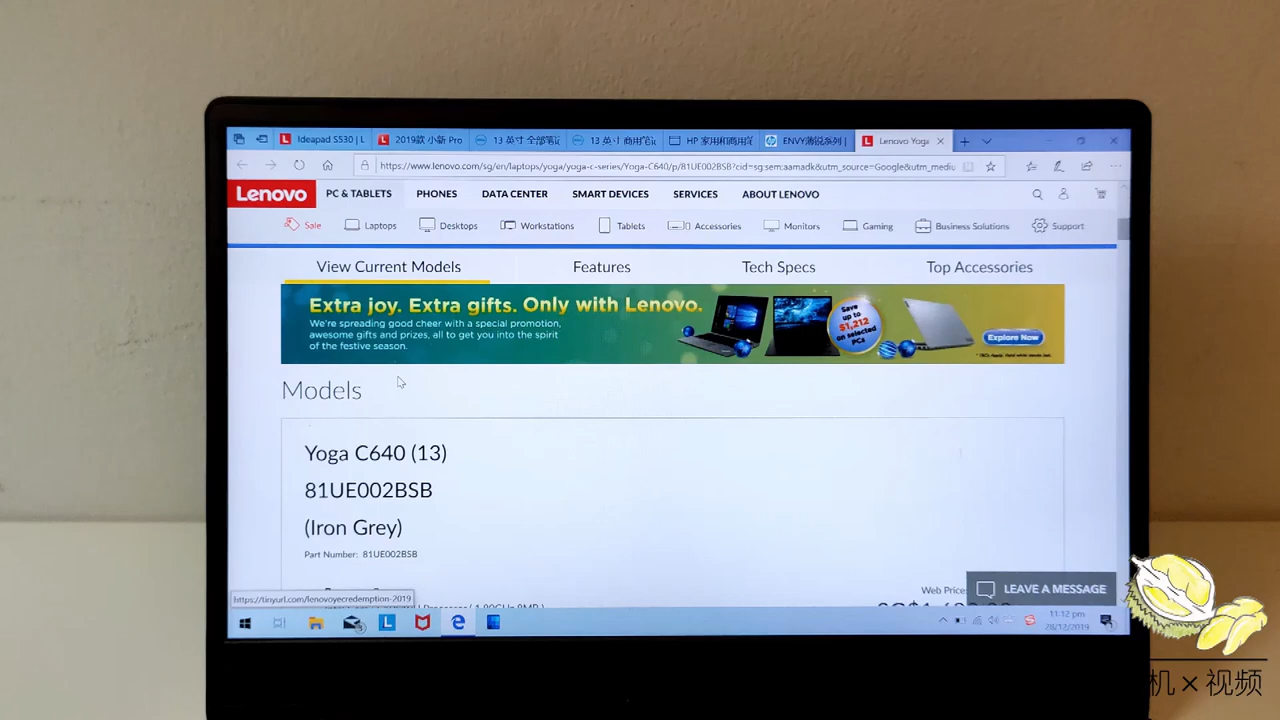 Ideapad S530 | L
2019款 小新 Pro
13 英寸 全部笔记
13 英寸 商用笔记
HP 家用和商用笔
ENVY薄锐系列 |
Lenovo Yoga
https://www.lenovo.com/sg/en/laptops/yoga/yoga-c-series/Yoga-C640/p/81UE002BSB?cid=sg:sem:aamadk&utm_source=Google&utm_mediu
Lenovo
PC & TABLETS
PHONES
DATA CENTER
SMART DEVICES
SERVICES
ABOUT LENOVO
Sale
Laptops
Desktops
Workstations
Tablets
Accessories
Monitors
Gaming
Business Solutions
Support
View Current Models
Features
Tech Specs
Top Accessories
Extra joy. Extra gifts. Only with Lenovo.
We're spreading good cheer with a special promotion,
awesome gifts and prizes, all to get you into the spirit
of the festive season.
Save
up to
$1,212
on selected
PCs
Explore Now
Models
Yoga C640 (13)
81UE002BSB
(Iron Grey)
Part Number: 81UE002BSB
Web Price:
LEAVE A MESSAGE
https://tinyurl.com/lenovoyecredemption-2019
11:12 pm
28/12/2019
机×视频